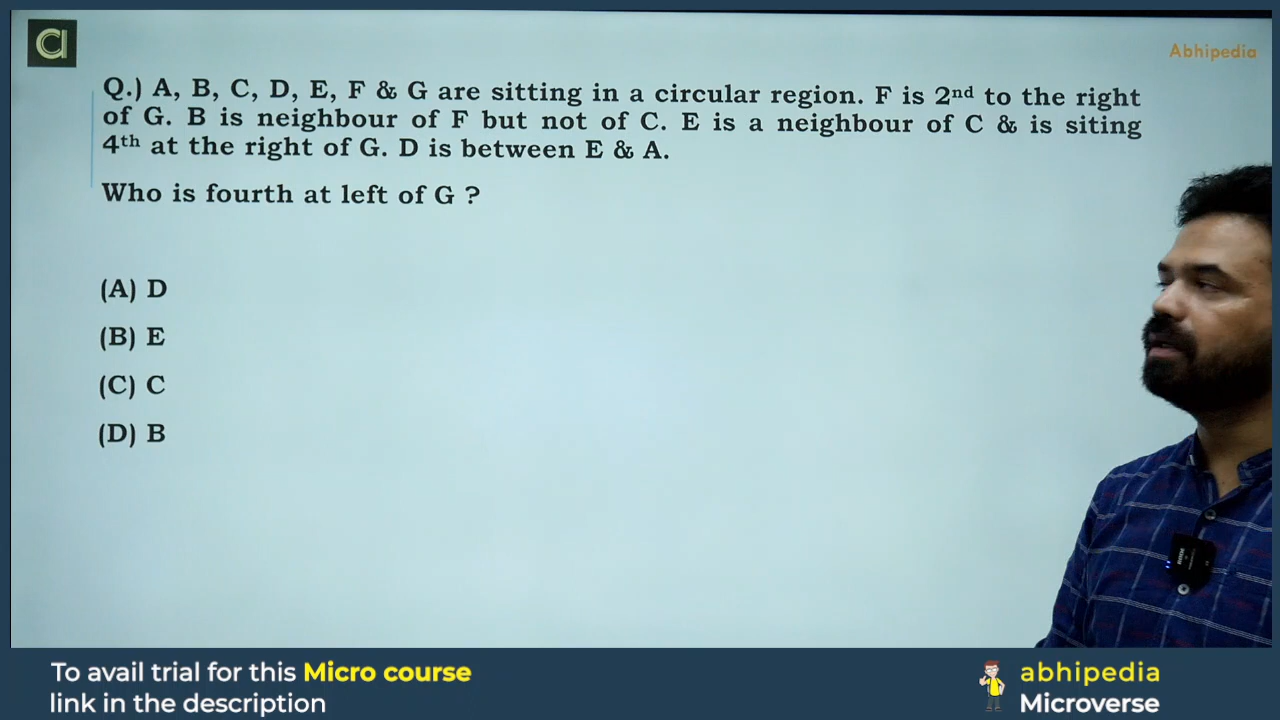 Abhipedia
Q.) A, B, C, D, E, F & G are sitting in a circular region. F is 2nd to the right
of G. B is neighbour of F but not of C. E is a neighbour of C & is siting
4th at the right of G. D is between E & A.
Who is fourth at left of G ?
(A) D
(B) E
(C) C
(D) B
To avail trial for this Micro course
link in the description
abhipedia
Microverse